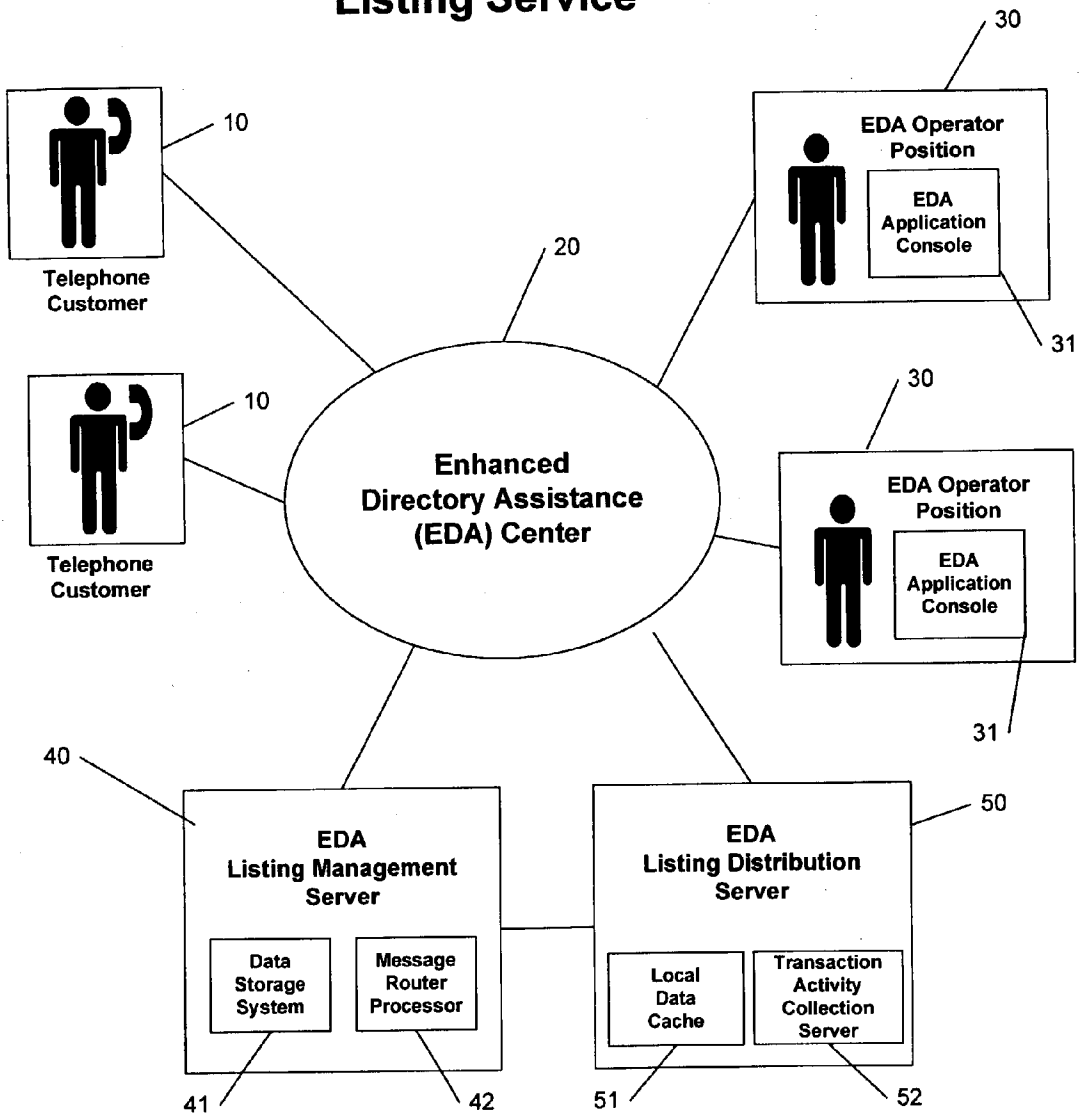 Listing Service
30
10
EDA Operator
Position
EDA
Application
Console
20
Telephone
Customer
31
30
10
Enhanced
Directory Assistance
(EDA) Center
EDA Operator
Position
EDA
Application
Console
Telephone
Customer
31
40
50
EDA
Listing Management
Server
EDA
Listing Distribution
Server
Data
Storage
System
Message
Router
Processor
Local
Data
Cache
Transaction
Activity
Collection
Server
41
42
51
52